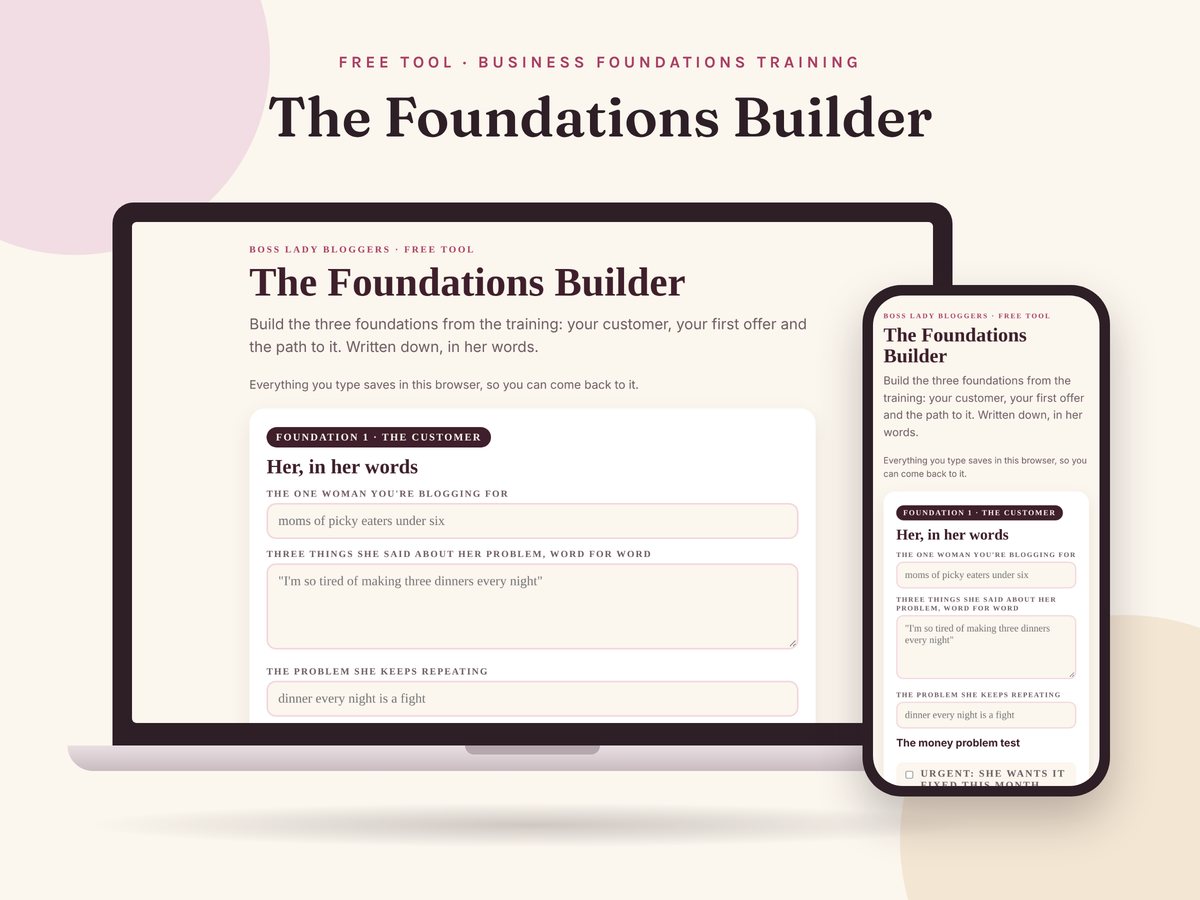 FREE TOOL · BUSINESS FOUNDATIONS TRAINING
The Foundations Builder
BOSS LADY BLOGGERS · FREE TOOL
The Foundations Builder
Build the three foundations from the training: your customer, your first offer and
the path to it. Written down, in her words.
Everything you type saves in this browser, so you can come back to it.
FOUNDATION 1 · THE CUSTOMER
Her, in her words
THE ONE WOMAN YOU'RE BLOGGING FOR
moms of picky eaters under six
THREE THINGS SHE SAID ABOUT HER PROBLEM, WORD FOR WORD
"I'm so tired of making three dinners every night"
THE PROBLEM SHE KEEPS REPEATING
dinner every night is a fight
BOSS LADY BLOGGERS · FREE TOOL
The Foundations
Builder
Build the three foundations from the
training: your customer, your first offer
and the path to it. Written down, in her
words.
Everything you type saves in this browser, so you
can come back to it.
FOUNDATION 1 · THE CUSTOMER
Her, in her words
THE ONE WOMAN YOU'RE BLOGGING FOR
moms of picky eaters under six
THREE THINGS SHE SAID ABOUT HER
PROBLEM, WORD FOR WORD
"I'm so tired of making three dinners
every night"
THE PROBLEM SHE KEEPS REPEATING
dinner every night is a fight
The money problem test
URGENT: SHE WANTS IT
FIXED THIS MONTH